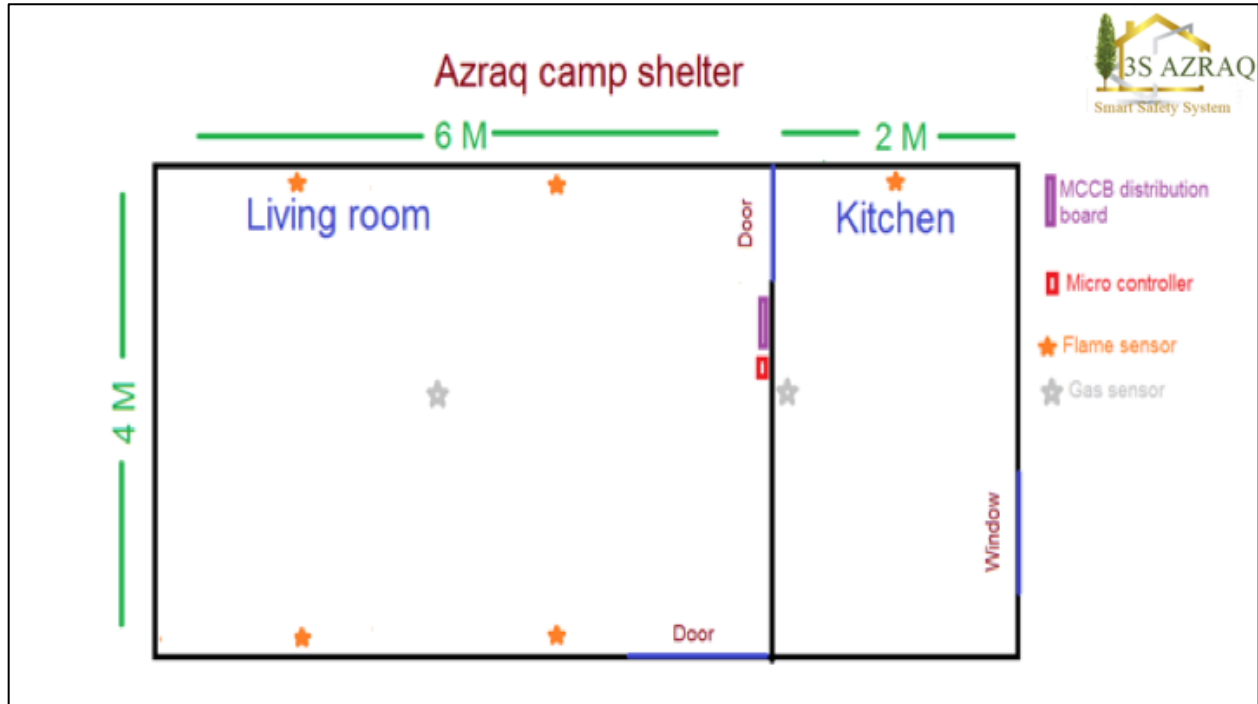 3S AZRAQ
Smart Safety System
Azraq camp shelter
6 M
2 M
Living room
Door
Kitchen
MCCB distribution
board
Micro controller
Flame sensor
Gas sensor
4 M
Window
Door